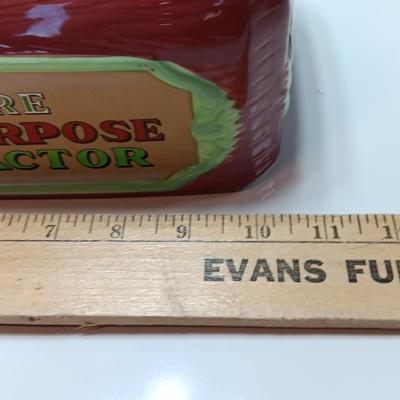 RE
RPOSE
ACTOR
7 8 9 10 11
EVANS FU